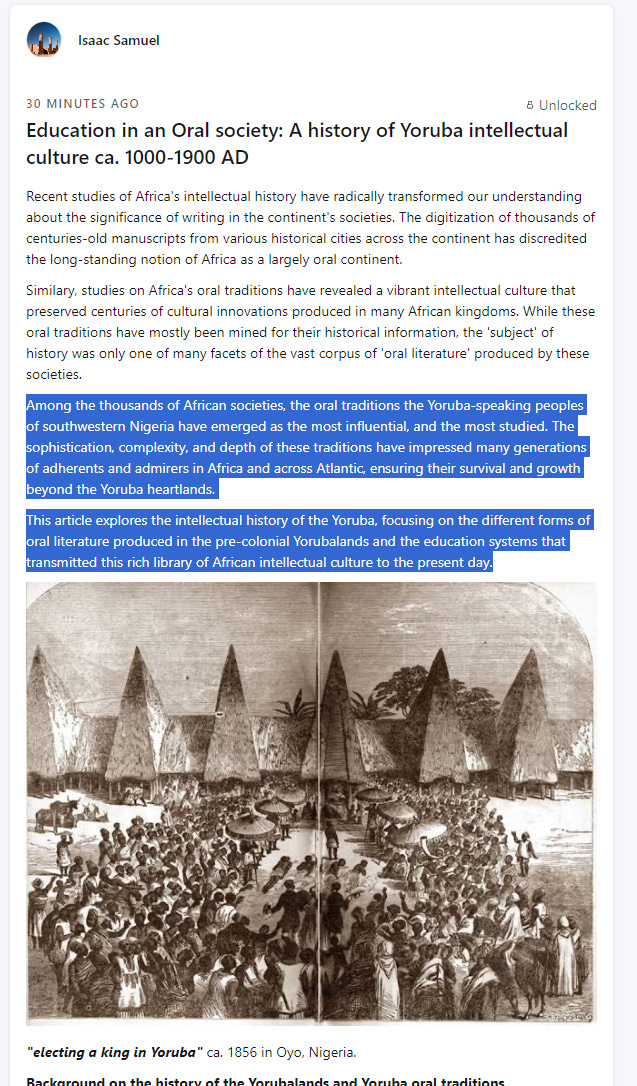 Isaac Samuel
30 MINUTES AGO
Unlocked
Education in an Oral society: A history of Yoruba intellectual
culture ca. 1000-1900 AD
Recent studies of Africa's intellectual history have radically transformed our understanding
about the significance of writing in the continent's societies. The digitization of thousands of
centuries-old manuscripts from various historical cities across the continent has discredited
the long-standing notion of Africa as a largely oral continent.
Similary, studies on Africa's oral traditions have revealed a vibrant intellectual culture that
preserved centuries of cultural innovations produced in many African kingdoms. While these
oral traditions have mostly been mined for their historical information, the 'subject' of
history was only one of many facets of the vast corpus of 'oral literature' produced by these
societies.
Among the thousands of African societies, the oral traditions the Yoruba-speaking peoples
of southwestern Nigeria have emerged as the most influential, and the most studied. The
sophistication, complexity, and depth of these traditions have impressed many generations
of adherents and admirers in Africa and across Atlantic, ensuring their survival and growth
beyond the Yoruba heartlands.
This article explores the intellectual history of the Yoruba, focusing on the different forms of
oral literature produced in the pre-colonial Yorubalands and the education systems that
transmitted this rich library of African intellectual culture to the present day.
"electing a king in Yoruba" ca. 1856 in Oyo, Nigeria.
Background on the history of the Yorubalands and Yoruba oral traditions